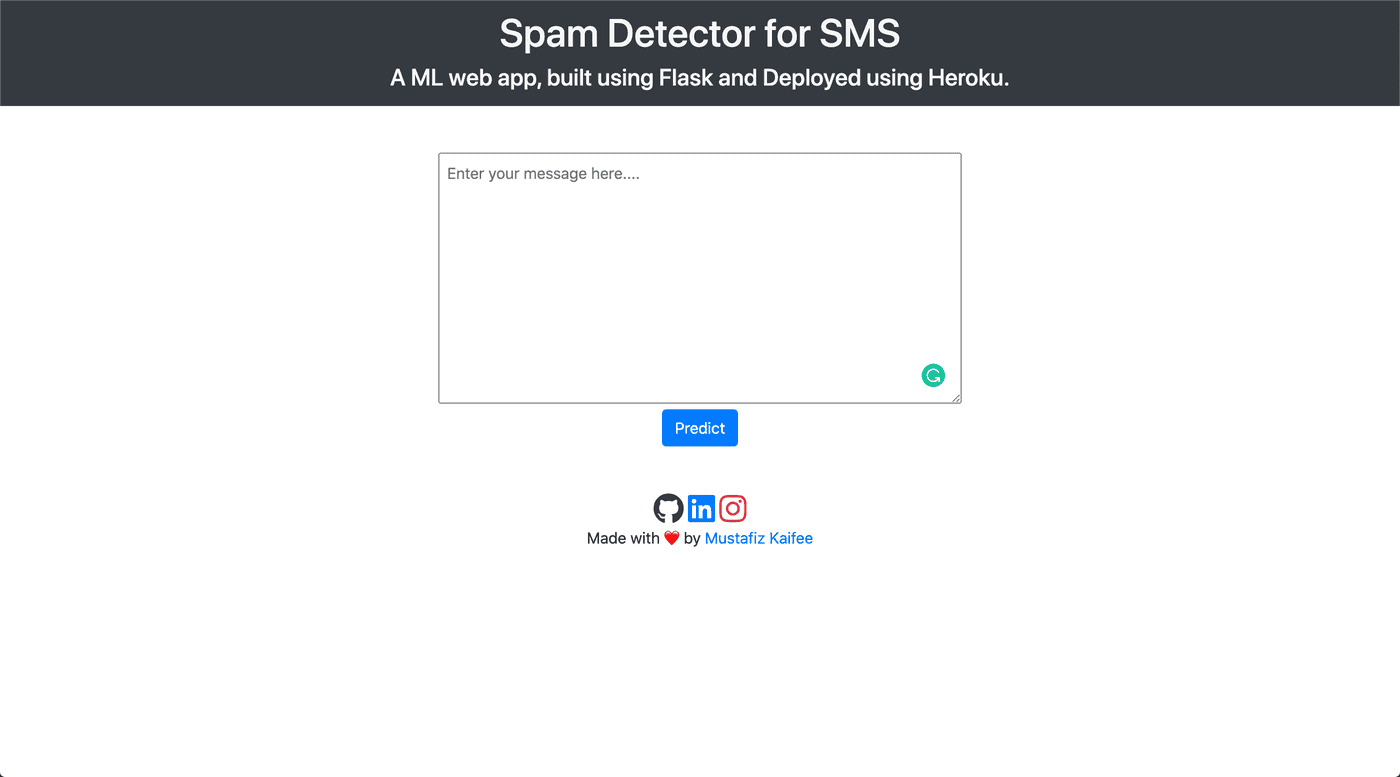 Spam Detector for SMS
A ML web app, built using Flask and Deployed using Heroku.
Enter your message here....
Predict
in
Made with ❤️ by Mustafiz Kaifee